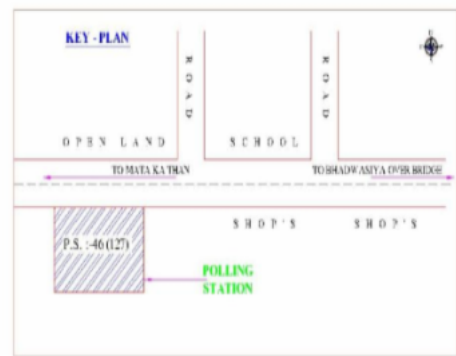 KEY - PLAN
ROAD
ROAD
OPEN LAND
SCHOOL
TO MATA KA THAN
TO BHADWASIYA OVER BRIDGE
SHOP'S
SHOP'S
P.S. :-46 (127)
POLLING
STATION